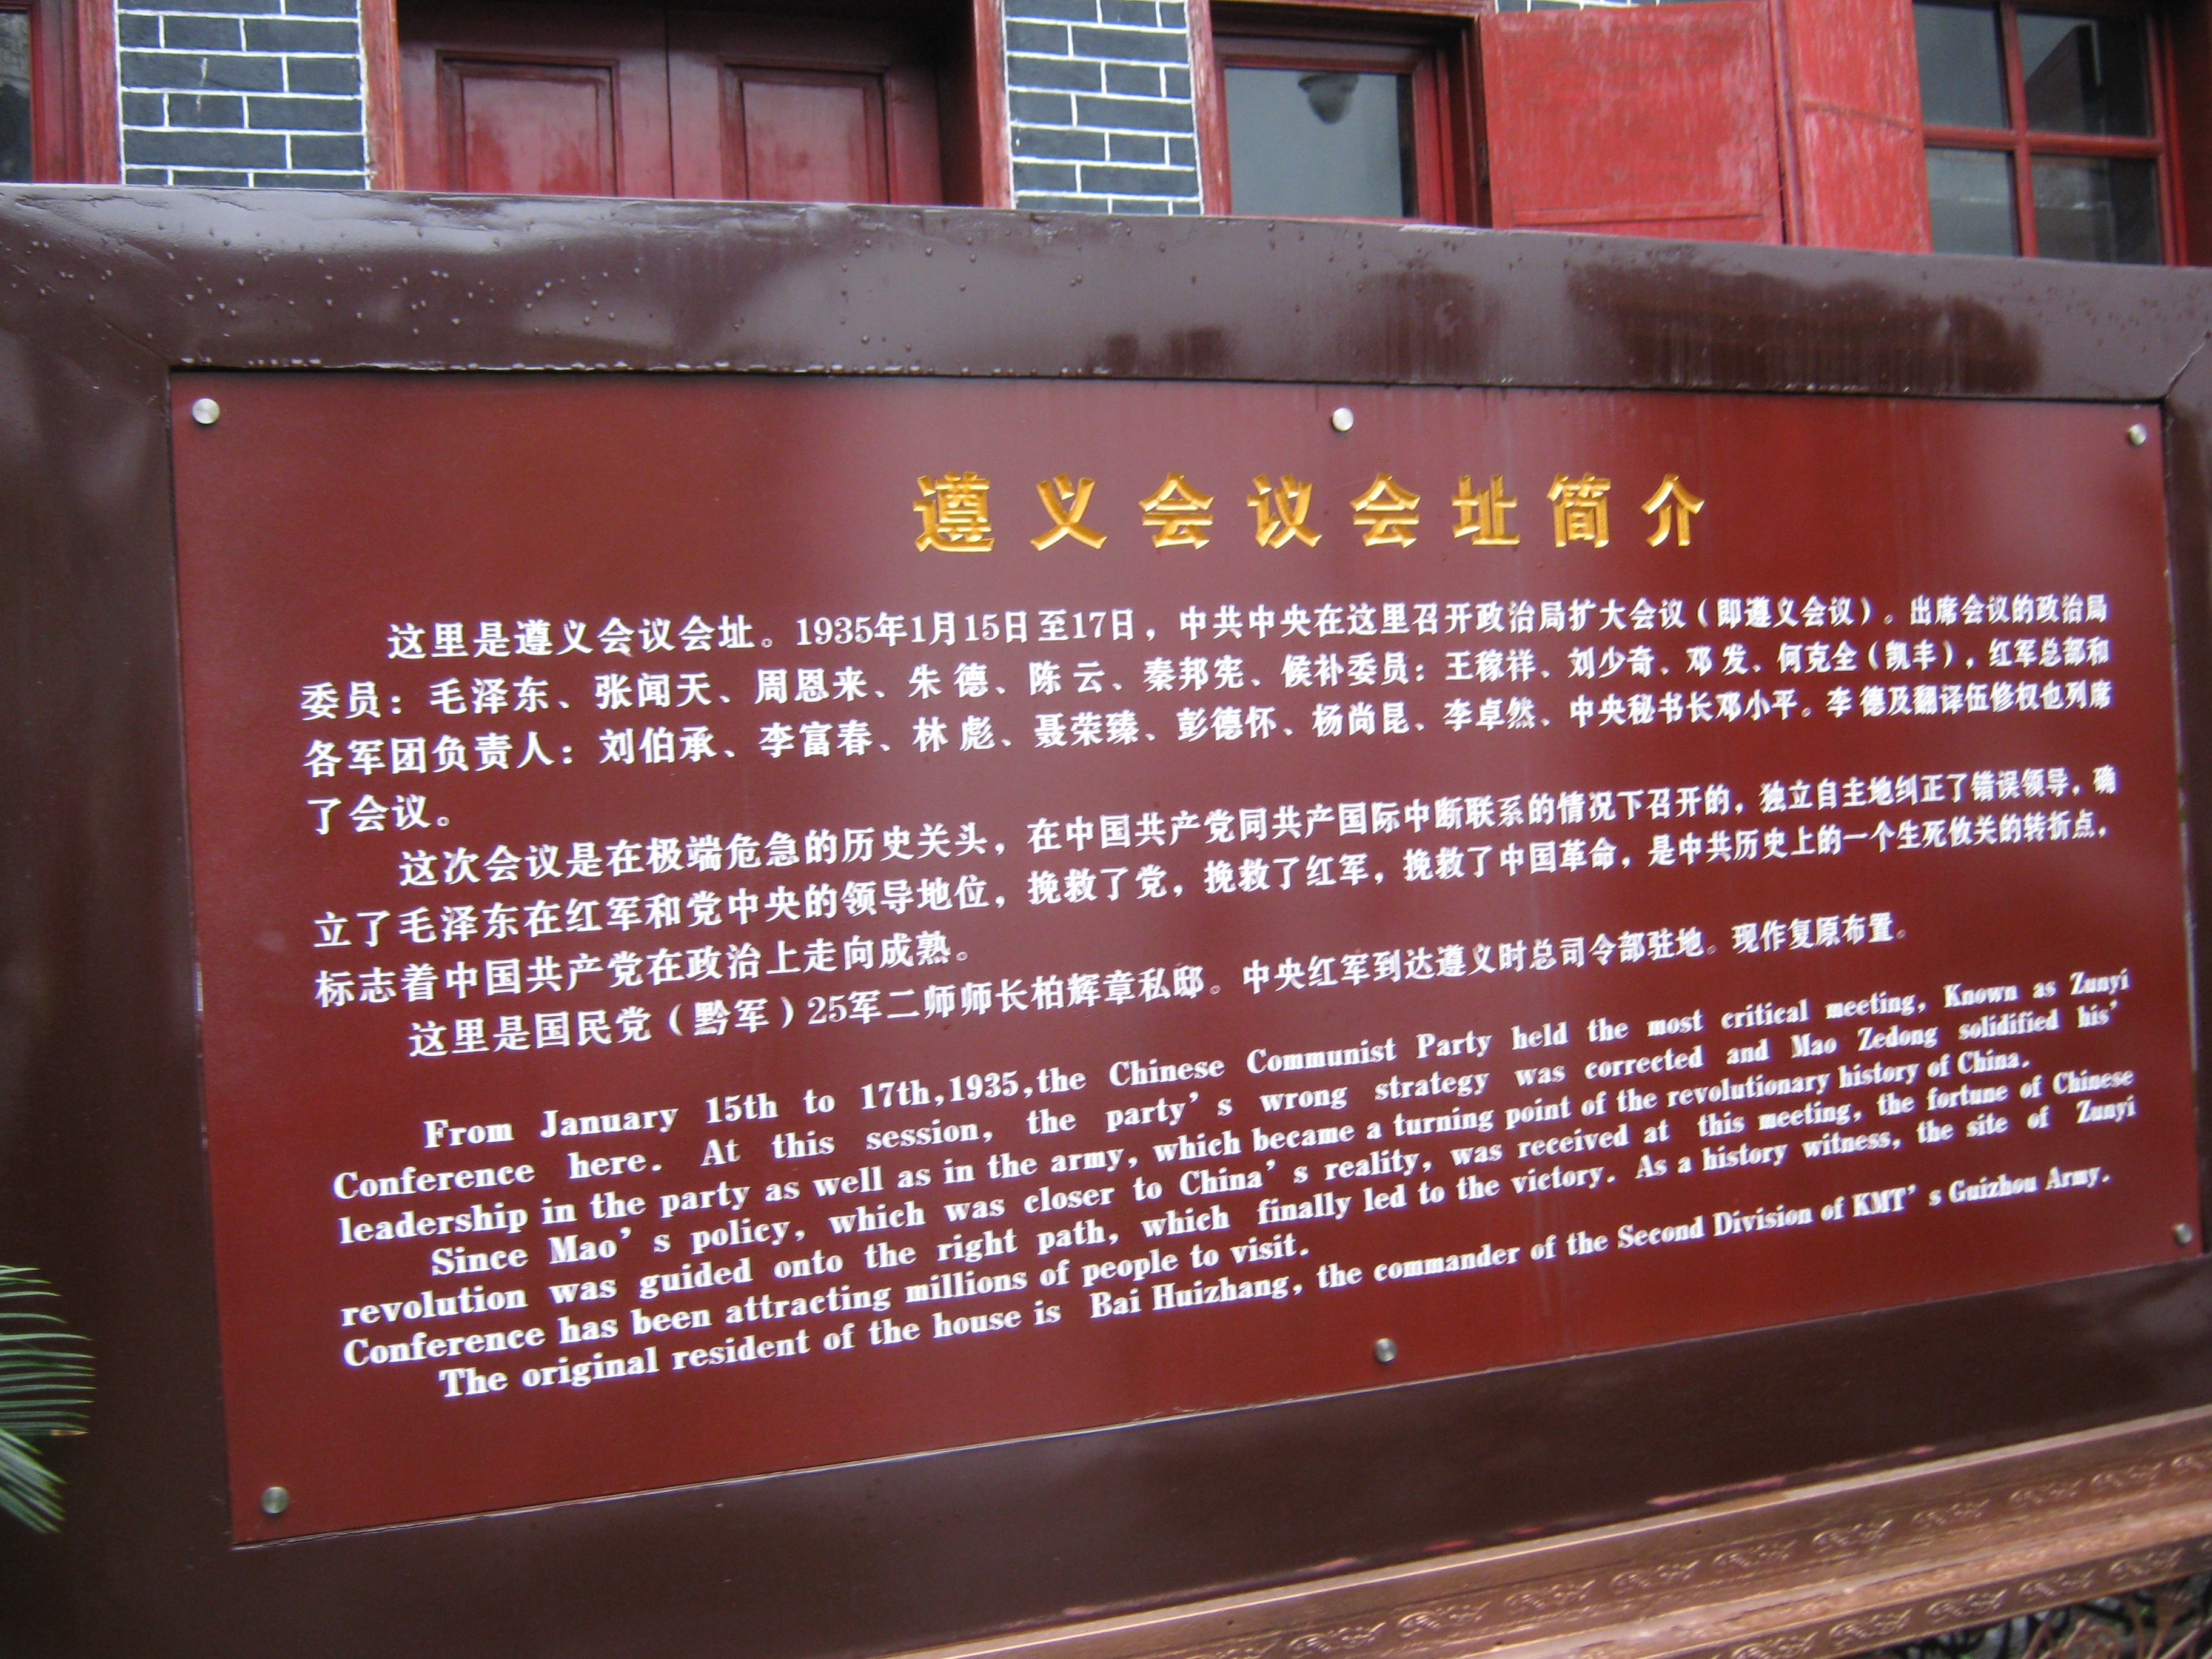 遵义会议会址简介
这里是遵义会议会址。1935年1月15日至17日，中共中央在这里召开政治局扩大会议（即遵义会议）。出席会议的政治局
委员：毛泽东、张闻天、周恩来、朱 德、陈 云、秦邦宪、候补委员：王稼祥、刘少奇、邓 发、何克全（凯丰），红军总部和
各军团负责人：刘伯承、李富春、林 彪、聂荣臻、彭德怀、杨尚昆、李卓然、中央秘书长邓小平。李 德及翻译伍修权也列席
了会议。
这次会议是在极端危急的历史关头，在中国共产党同共产国际中断联系的情况下召开的，独立自主地纠正了错误领导，确
立了毛泽东在红军和党中央的领导地位，挽救了党，挽救了红军，挽救了中国革命，是中共历史上的一个生死攸关的转折点，
标志着中国共产党在政治上走向成熟。
这里是国民党（黔军）25军二师师长柏辉章私邸。中央红军到达遵义时总司令部驻地。现作复原布置。
From January 15th to 17th,1935,the Chinese Communist Party held the most critical meeting, Known as Zunyi
Conference here. At this session, the party’s wrong strategy was corrected and Mao Zedong solidified his’
leadership in the party as well as in the army, which became a turning point of the revolutionary history of China.
Since Mao’s policy, which was closer to China’s reality, was received at this meeting, the fortune of Chinese
revolution was guided onto the right path, which finally led to the victory. As a history witness, the site of Zunyi
Conference has been attracting millions of people to visit.
The original resident of the house is Bai Huizhang, the commander of the Second Division of KMT’s Guizhou Army.